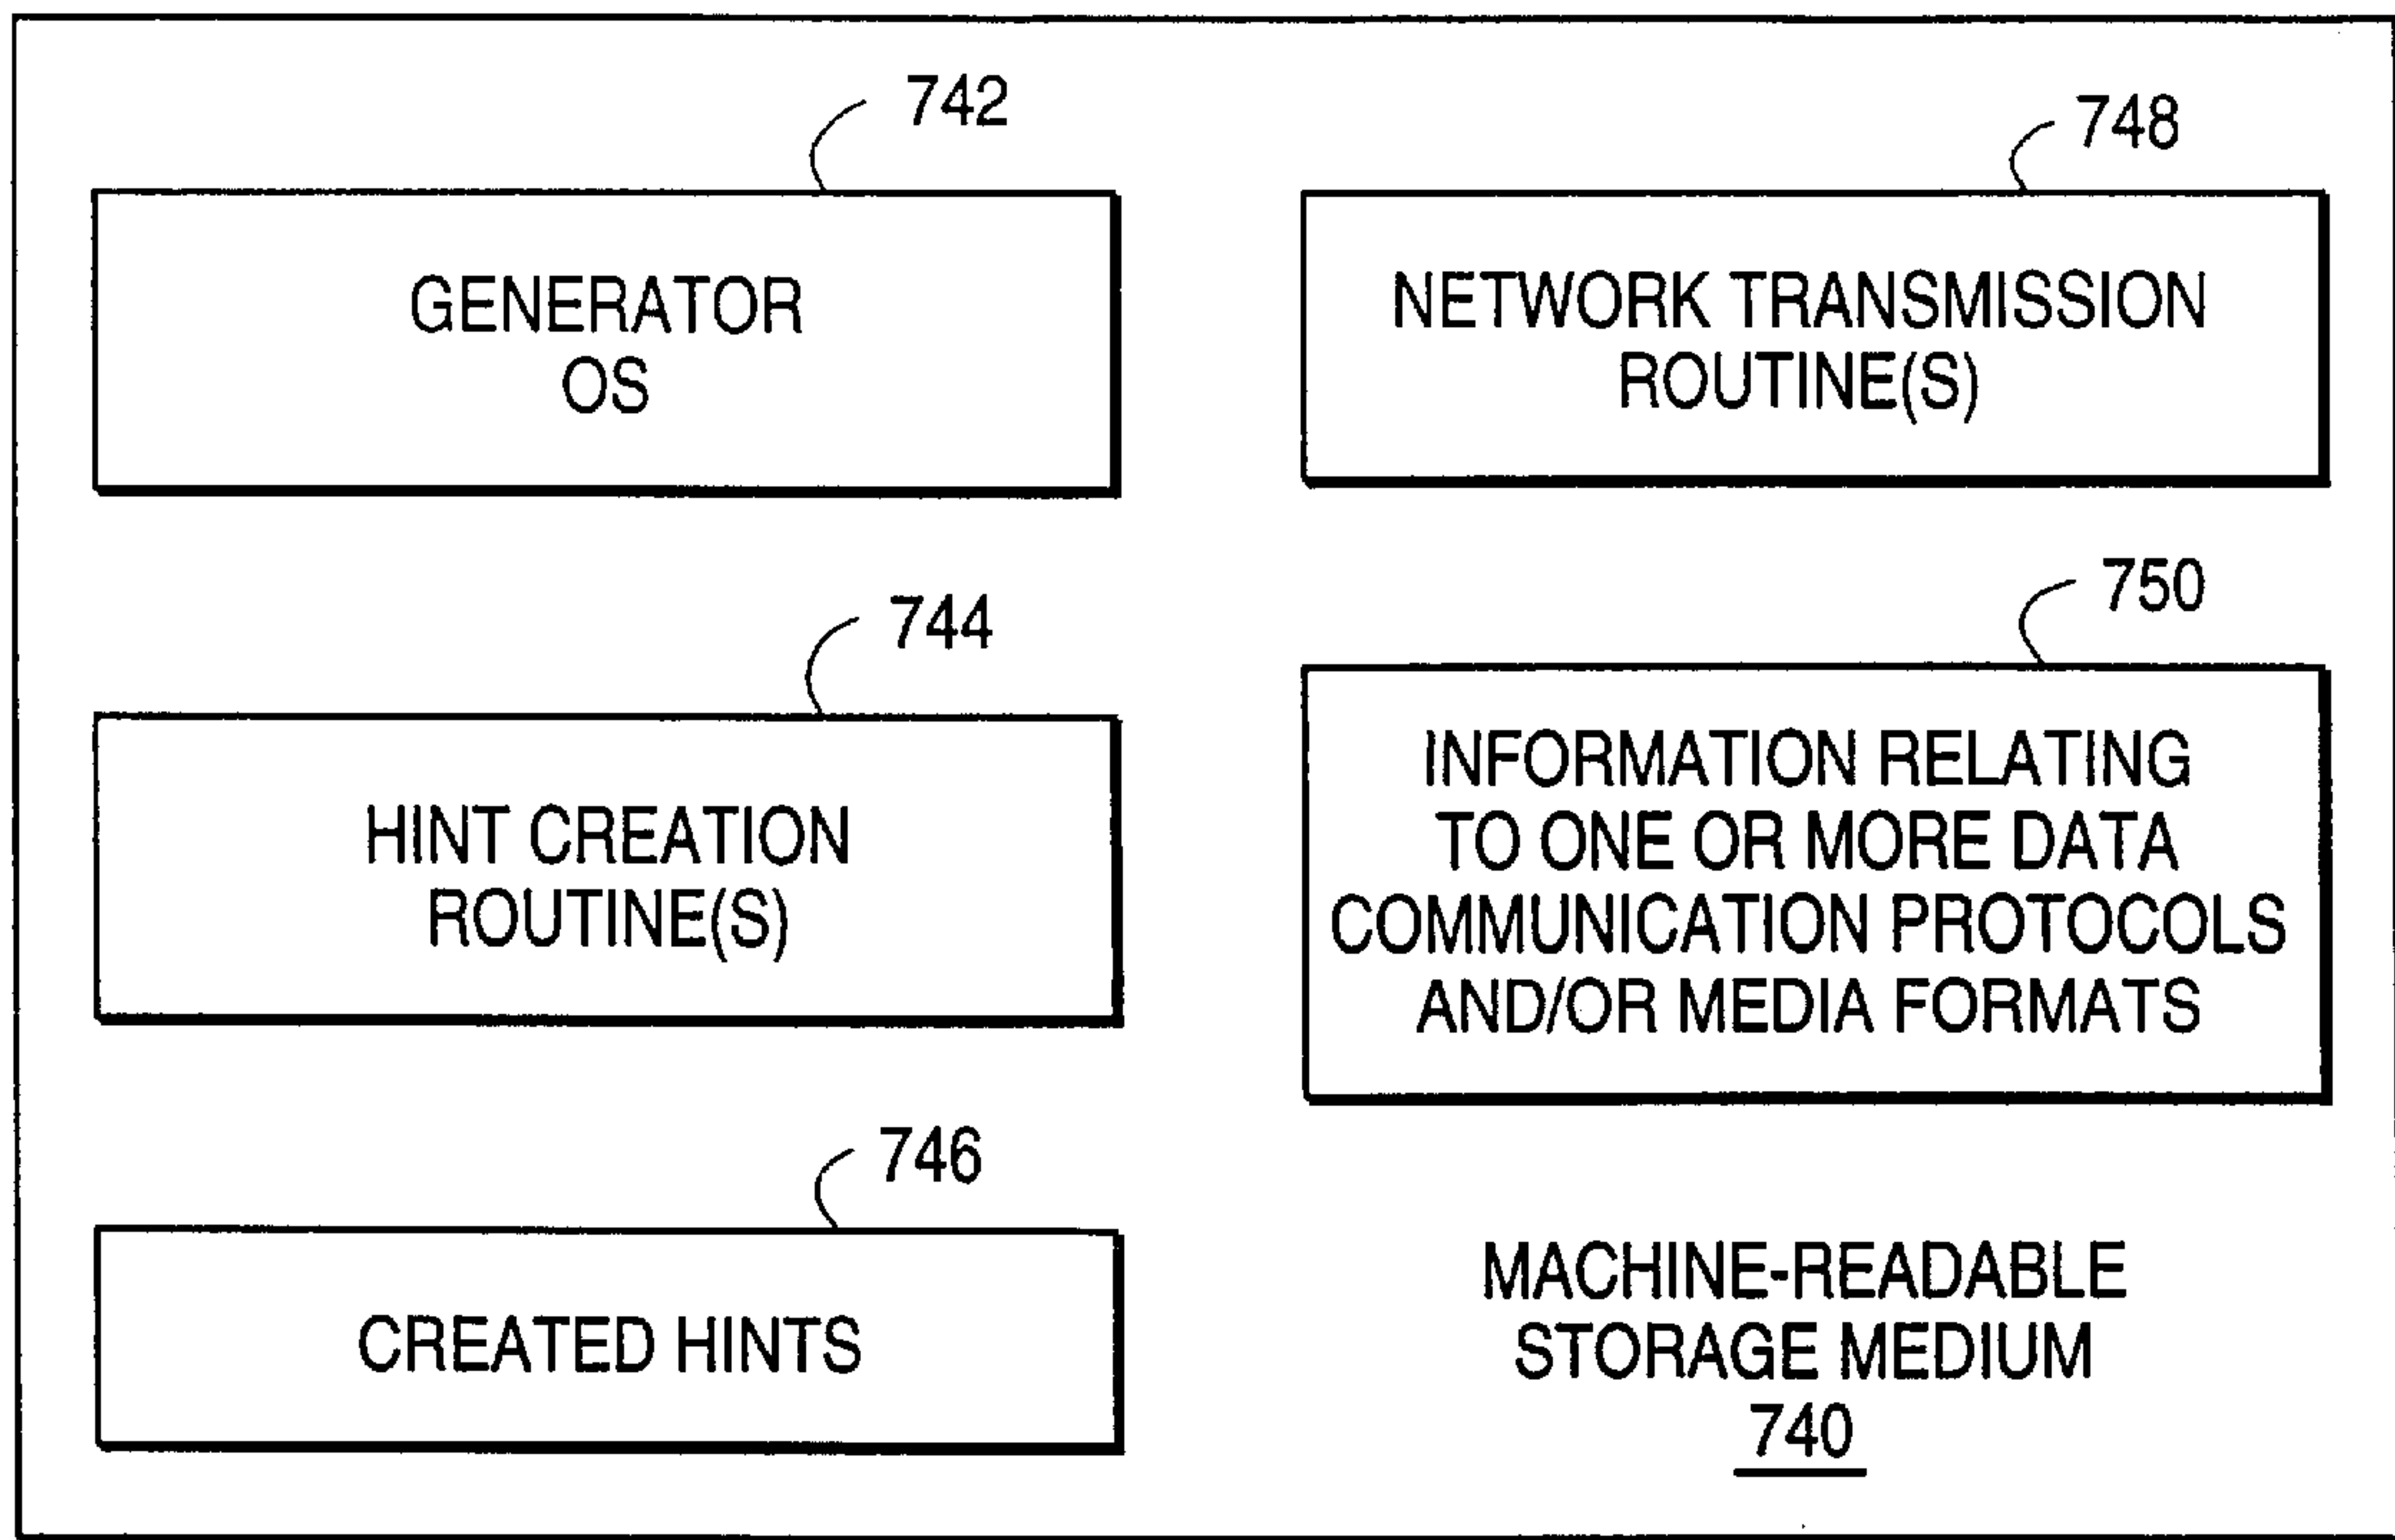 742
GENERATOR
OS
744
HINT CREATION
ROUTINE(S)
746
CREATED HINTS
748
NETWORK TRANSMISSION
ROUTINE(S)
750
INFORMATION RELATING
TO ONE OR MORE DATA
COMMUNICATION PROTOCOLS
AND/OR MEDIA FORMATS
MACHINE-READABLE
STORAGE MEDIUM
740